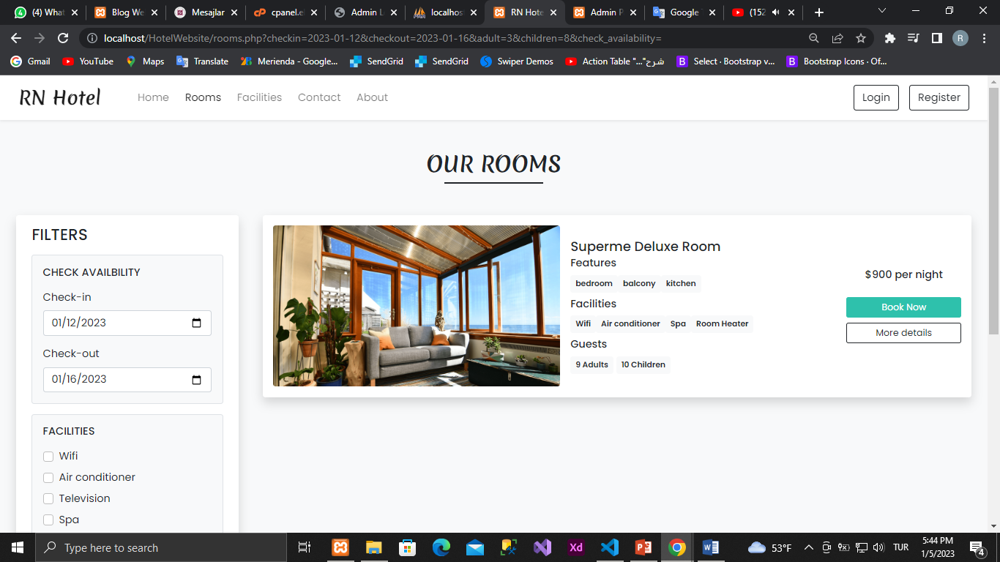 (4) What
Blog We
Mesajlar
cpanel.e
Admin L
localhos
RN Hote
Admin P
Google
(152
localhost/HotelWebsite/rooms.php?checkin=2023-01-12&checkout=2023-01-16&adult=3&children=8&check_availability=
R
Gmail
YouTube
Maps
Translate
Merienda - Google...
SendGrid
SendGrid
Swiper Demos
Action Table "..."شرح
Select · Bootstrap v...
Bootstrap Icons · Of...
RN Hotel
Home
Rooms
Facilities
Contact
About
Login
Register
OUR ROOMS
FILTERS
CHECK AVAILBILITY
Check-in
01/12/2023
Check-out
01/16/2023
FACILITIES
Wifi
Air conditioner
Television
Spa
Superme Deluxe Room
Features
bedroom balcony kitchen
Facilities
Wifi Air conditioner Spa Room Heater
Guests
9 Adults 10 Children
$900 per night
Book Now
More details
Type here to search
53°F
TUR
5:44 PM
1/5/2023
4